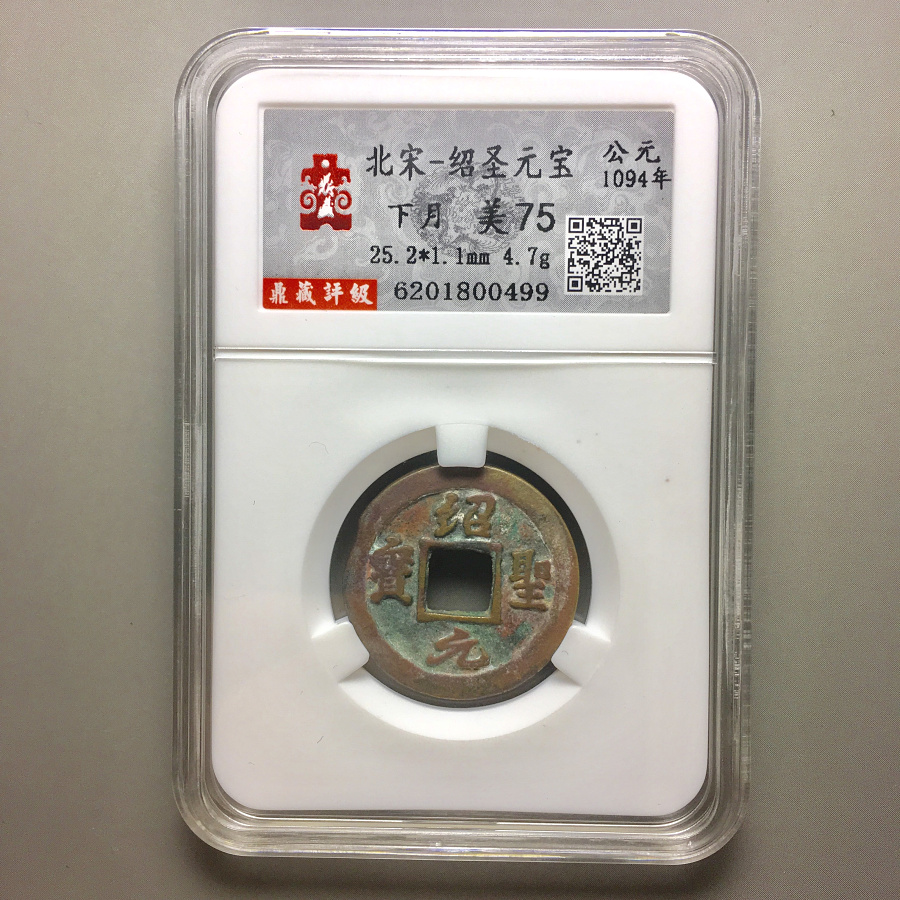 北宋-绍圣元宝
公元
1094年
下月 美75
25.2*1.1mm 4.7g
鼎藏評級 6201800499
紹聖元寳